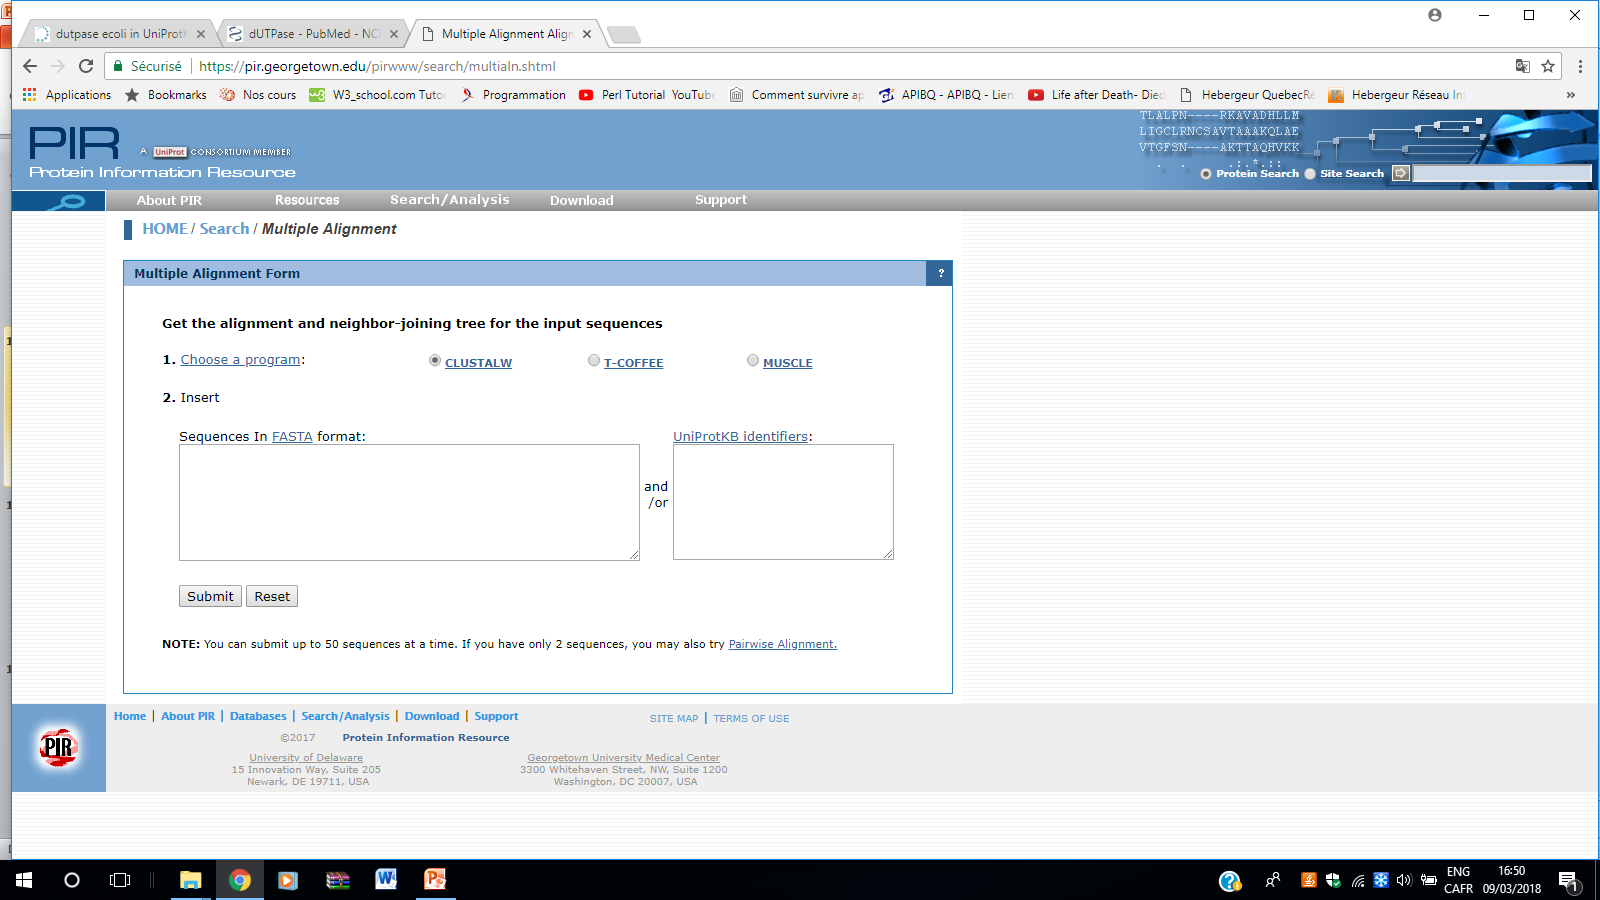 dutpase ecoli in UniProtK
dUTPase - PubMed - NC
Multiple Alignment Align
Sécurisé
https://pir.georgetown.edu/pirwww/search/multialn.shtml
Applications
Bookmarks
Nos cours
W3_school.com Tuto
Programmation
Perl Tutorial YouTub
Comment survivre ap
APIBQ - APIBQ - Lien
Life after Death- Died
Hebergeur QuebecRe
Hebergeur Réseau In
»
PIR
A UniProt CONSORTIUM MEMBER
Protein Information Resource
TLALPN----RKAVADHLLM
LIGCLRNCSAVTAAAKQLAE
VTGFSN----AKTTAQHVKK
Protein Search
Site Search
About PIR
Resources
Search/Analysis
Download
Support
HOME / Search / Multiple Alignment
Multiple Alignment Form
?
Get the alignment and neighbor-joining tree for the input sequences
1. Choose a program:
CLUSTALW
T-COFFEE
MUSCLE
2. Insert
Sequences In FASTA format:
and
/or
UniProtKB identifiers:
Submit
Reset
NOTE: You can submit up to 50 sequences at a time. If you have only 2 sequences, you may also try Pairwise Alignment.
PIR
Home | About PIR | Databases | Search/Analysis | Download | Support
SITE MAP | TERMS OF USE
©2017 Protein Information Resource
University of Delaware
15 Innovation Way, Suite 205
Newark, DE 19711, USA
Georgetown University Medical Center
3300 Whitehaven Street, NW, Suite 1200
Washington, DC 20007, USA
ENG
CAFR
16:50
09/03/2018
1